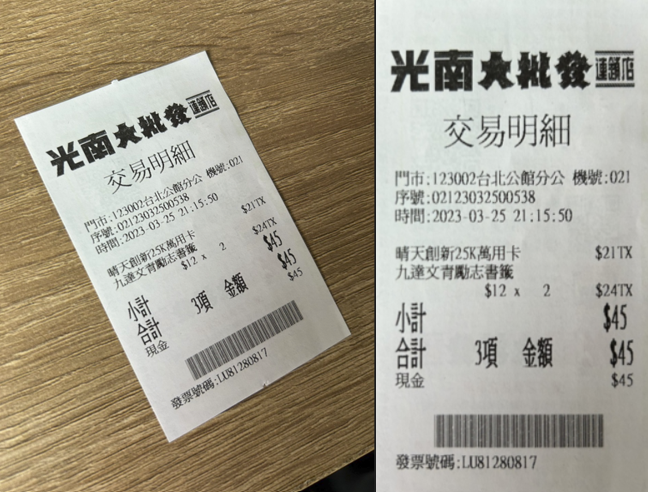 光南大批發 連鎖店
交易明細
門市:123002台北公館分公 機號:021
序號:02123032500538
時間:2023-03-25 21:15:50
晴天創新25K萬用卡 $21TX
九達文青勵志書籤
$12 x 2 $24TX
小計 $45
合計 3項 金額 $45
現金 $45
發票號碼:LU81280817
光南大批發 連鎖店
交易明細
門市:123002台北公館分公 機號:021
序號:02123032500538
時間:2023-03-25 21:15:50
晴天創新25K萬用卡 $21TX
九達文青勵志書籤
$12 x 2 $24TX
小計 $45
合計 3項 金額 $45
現金 $45
發票號碼:LU81280817